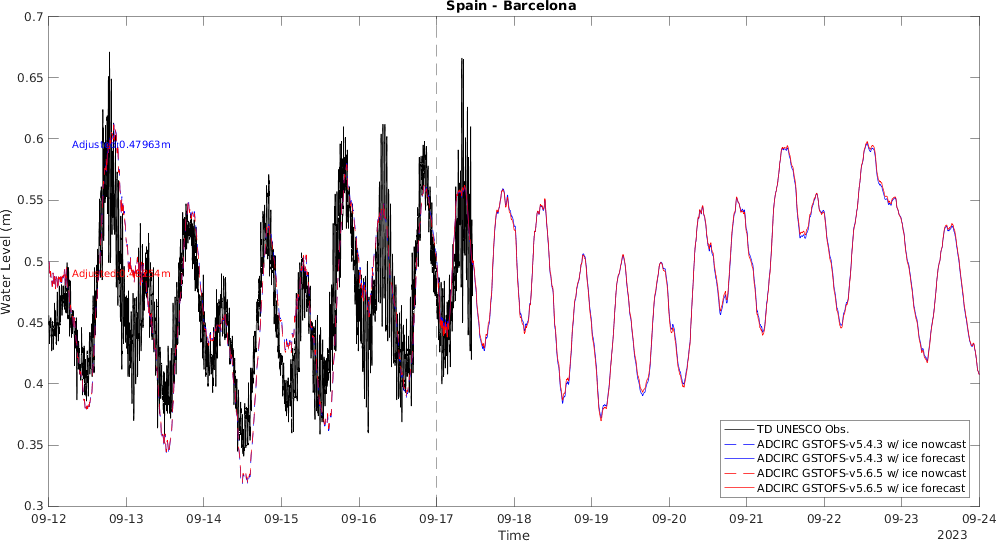 Spain - Barcelona
0.7
0.65
0.6
0.55
0.5
0.45
0.4
0.35
0.3
Water Level (m)
Adjusted 0.47963m
Adjusted
TD UNESCO Obs.
ADCIRC GSTOFS-v5.4.3 w/ ice nowcast
ADCIRC GSTOFS-v5.4.3 w/ ice forecast
ADCIRC GSTOFS-v5.6.5 w/ ice nowcast
ADCIRC GSTOFS-v5.6.5 w/ ice forecast
09-12 09-13 09-14 09-15 09-16 09-17 09-18 09-19 09-20 09-21 09-22 09-23 09-24
Time
2023